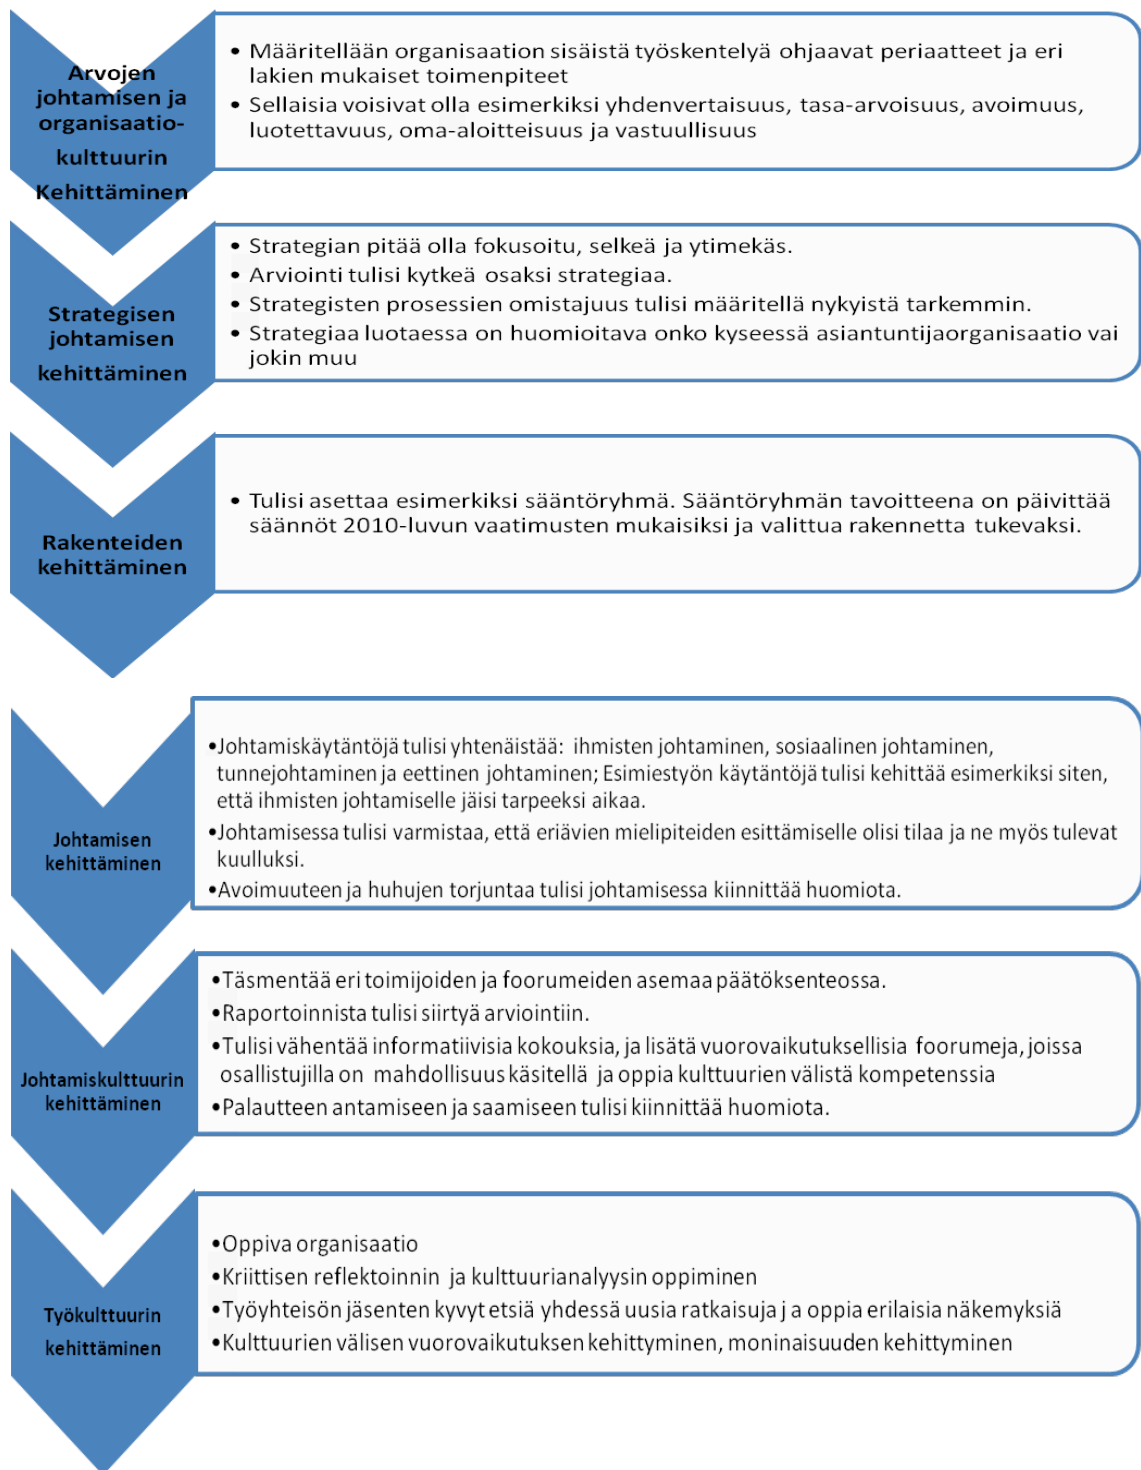 Arvojen
johtamisen ja
organisaatio-
kulttuurin
Kehittäminen
• Määritellään organisaation sisäistä työskentelyä ohjaavat periaatteet ja eri
lakien mukaiset toimenpiteet
• Sellaisia voisivat olla esimerkiksi yhdenvertaisuus, tasa-arvoisuus, avoimuus,
luotettavuus, oma-aloitteisuus ja vastuullisuus
Strategisen
johtamisen
kehittäminen
• Strategian pitää olla fokusoitu, selkeä ja ytimekäs.
• Arviointi tulisi kytkeä osaksi strategiaa.
• Strategisten prosessien omistajuus tulisi määritellä nykyistä tarkemmin.
• Strategiaa luotaessa on huomioitava onko kyseessä asiantuntijaorganisaatio vai
jokin muu
Rakenteiden
kehittäminen
• Tulisi asettaa esimerkiksi sääntöryhmä. Sääntöryhmän tavoitteena on päivittää
säännöt 2010-luvun vaatimusten mukaisiksi ja valittua rakennetta tukevaksi.
Johtamisen
kehittäminen
•Johtamiskäytäntöjä tulisi yhtenäistää: ihmisten johtaminen, sosiaalinen johtaminen,
tunnejohtaminen ja eettinen johtaminen; Esimiestyön käytäntöjä tulisi kehittää esimerkiksi siten,
että ihmisten johtamiselle jäisi tarpeeksi aikaa.
•Johtamisessa tulisi varmistaa, että eriävien mielipiteiden esittämiselle olisi tilaa ja ne myös tulevat
kuulluksi.
•Avoimuuteen ja huhujen torjuntaa tulisi johtamisessa kiinnittää huomiota.
Johtamiskulttuurin
kehittäminen
•Täsmentää eri toimijoiden ja foorumeiden asemaa päätöksenteossa.
•Raportoinnista tulisi siirtyä arviointiin.
•Tulisi vähentää informatiivisia kokouksia, ja lisätä vuorovaikutuksellisia foorumeja, joissa
osallistujilla on mahdollisuus käsitellä ja oppia kulttuurien välistä kompetenssia
•Palautteen antamiseen ja saamiseen tulisi kiinnittää huomiota.
Työkulttuurin
kehittäminen
•Oppiva organisaatio
•Kriittisen reflektoinnin ja kulttuurianalyysin oppiminen
•Työyhteisön jäsenten kyvyt etsiä yhdessä uusia ratkaisuja j a oppia erilaisia näkemyksiä
•Kulttuurien välisen vuorovaikutuksen kehittyminen, moninaisuuden kehittyminen